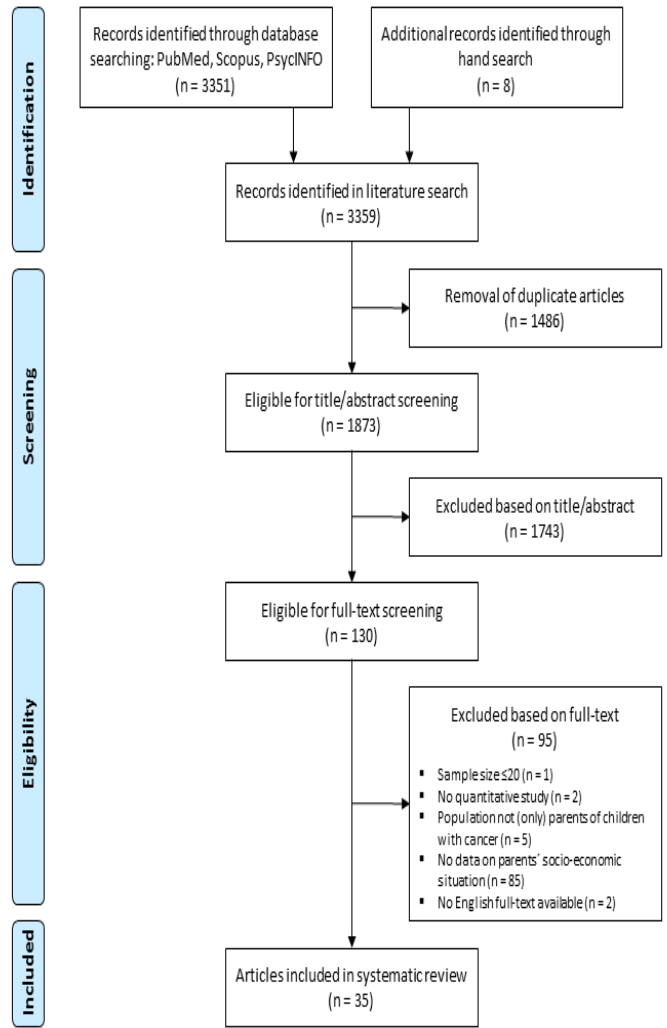 Identification
Records identified through database
searching: PubMed, Scopus, PsycINFO
(n = 3351)
Additional records identified through
hand search
(n = 8)
Records identified in literature search
(n = 3359)
Screening
Removal of duplicate articles
(n = 1486)
Eligible for title/abstract screening
(n = 1873)
Excluded based on title/abstract
(n = 1743)
Eligibility
Eligible for full-text screening
(n = 130)
Excluded based on full-text
(n = 95)
▪ Sample size ≤20 (n = 1)
▪ No quantitative study (n = 2)
▪ Population not (only) parents of children
with cancer (n = 5)
▪ No data on parents´ socio-economic
situation (n = 85)
▪ No English full-text available (n = 2)
Included
Articles included in systematic review
(n = 35)